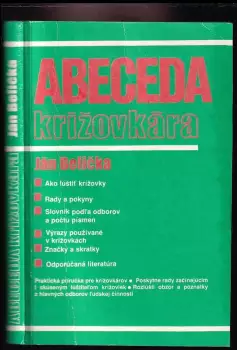 ABECEDA
krížovkára
Ján Bolička
Ako lúštiť krížovky
Rady a pokyny
Slovník podľa odborov
a počtu písmen
Výrazy používané
v krížovkách
Značky a skratky
Odporúčaná literatúra
Praktická príručka pre krížovkárov • Poskytne rady začínajúcim
i skúseným lúštiteľom krížoviek • Rozšíri obzor a poznatky
z hlavných odborov ľudskej činnosti
Ján Bolička